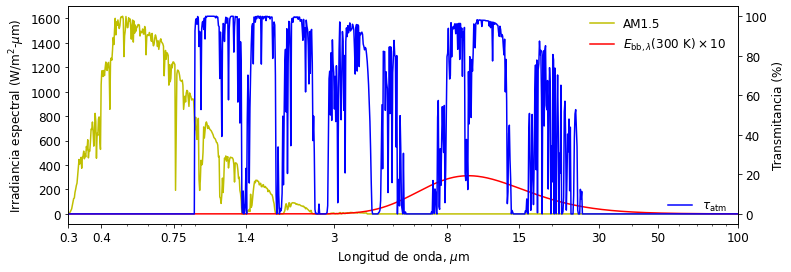 1600
1400
1200
1000
800
600
400
200
0
Irradiancia espectral (W/m²-μm)
0.3 0.4 0.75 1.4 3 8 15 30 50 100
Longitud de onda, μm
100
80
60
40
20
0
Transmitancia (%)
AM1.5
E_bb,λ(300 K) × 10
τ_atm